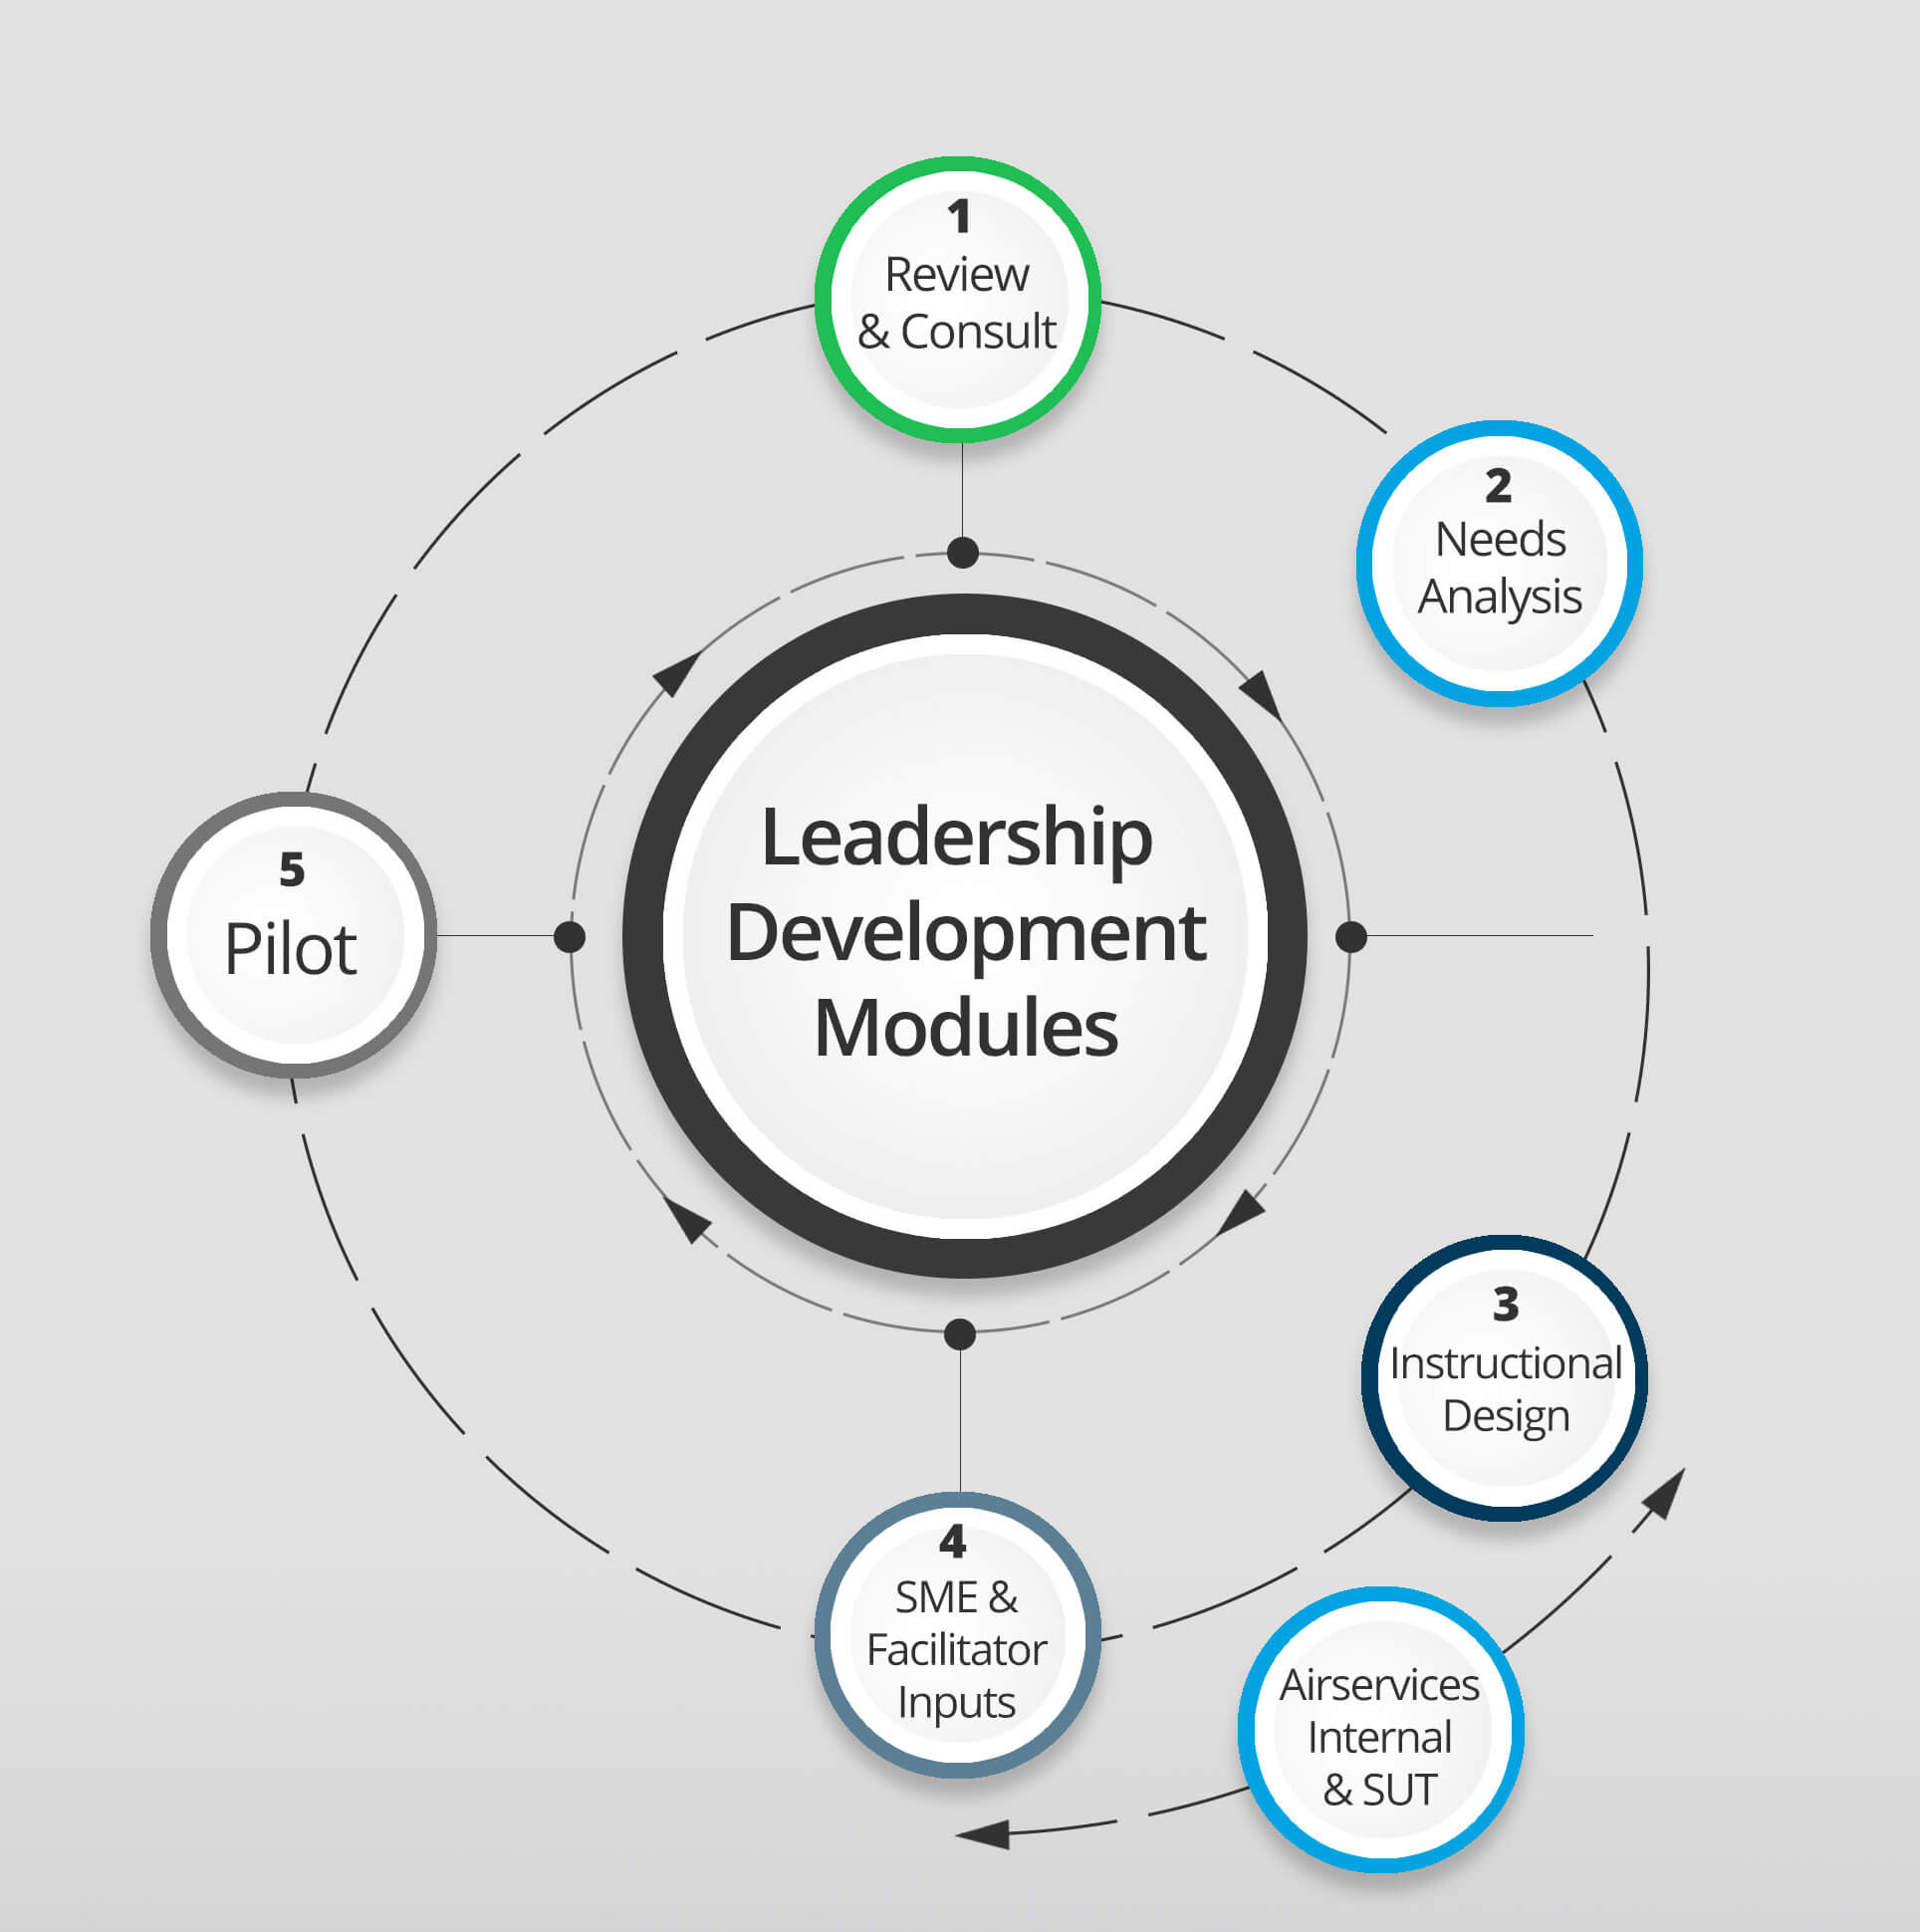 1
Review
& Consult
2
Needs
Analysis
Leadership
Development
Modules
5
Pilot
3
Instructional
Design
4
SME &
Facilitator
Inputs
Airservices
Internal
& SUT